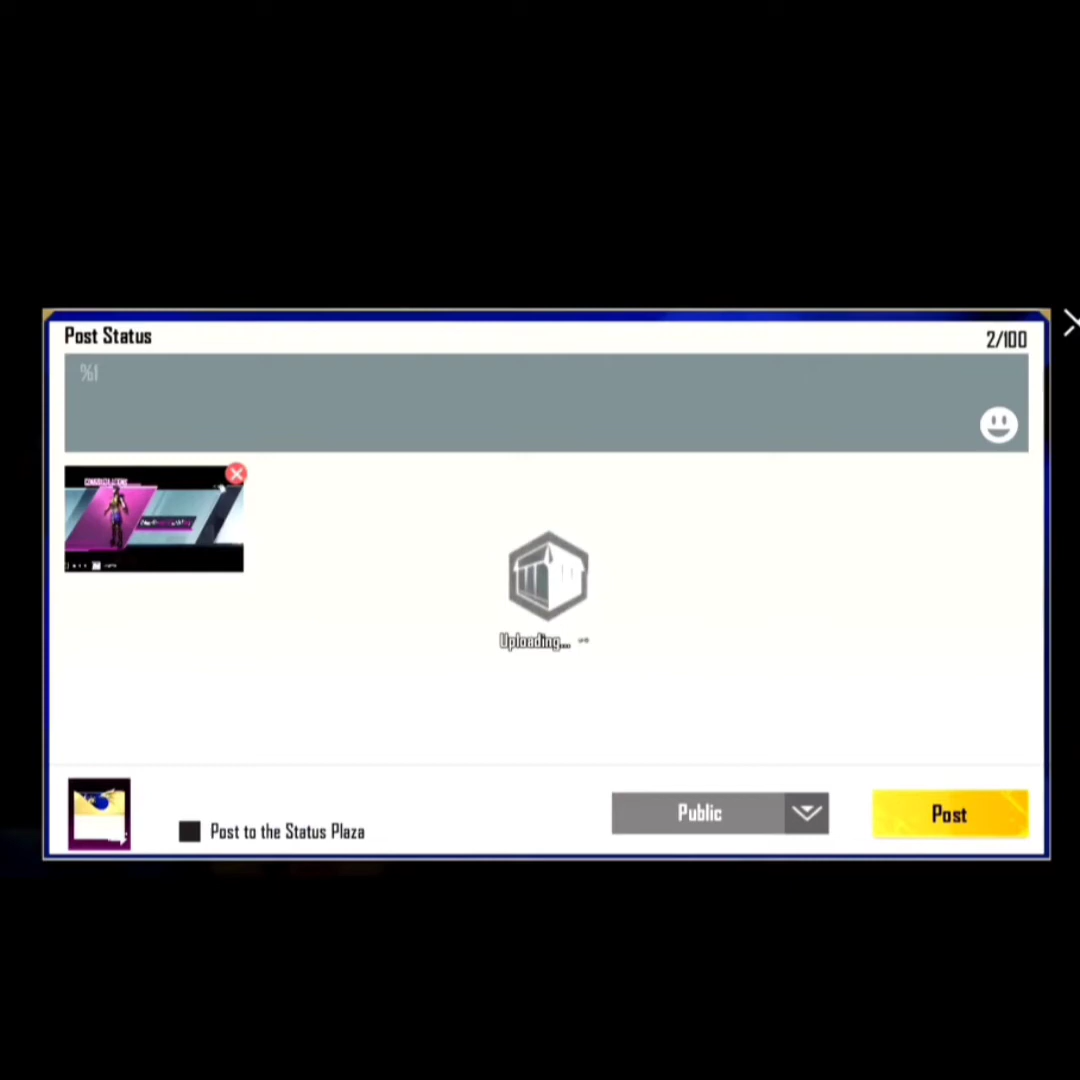 Post Status
2/100
%1
Uploading...
Post to the Status Plaza
Public
Post